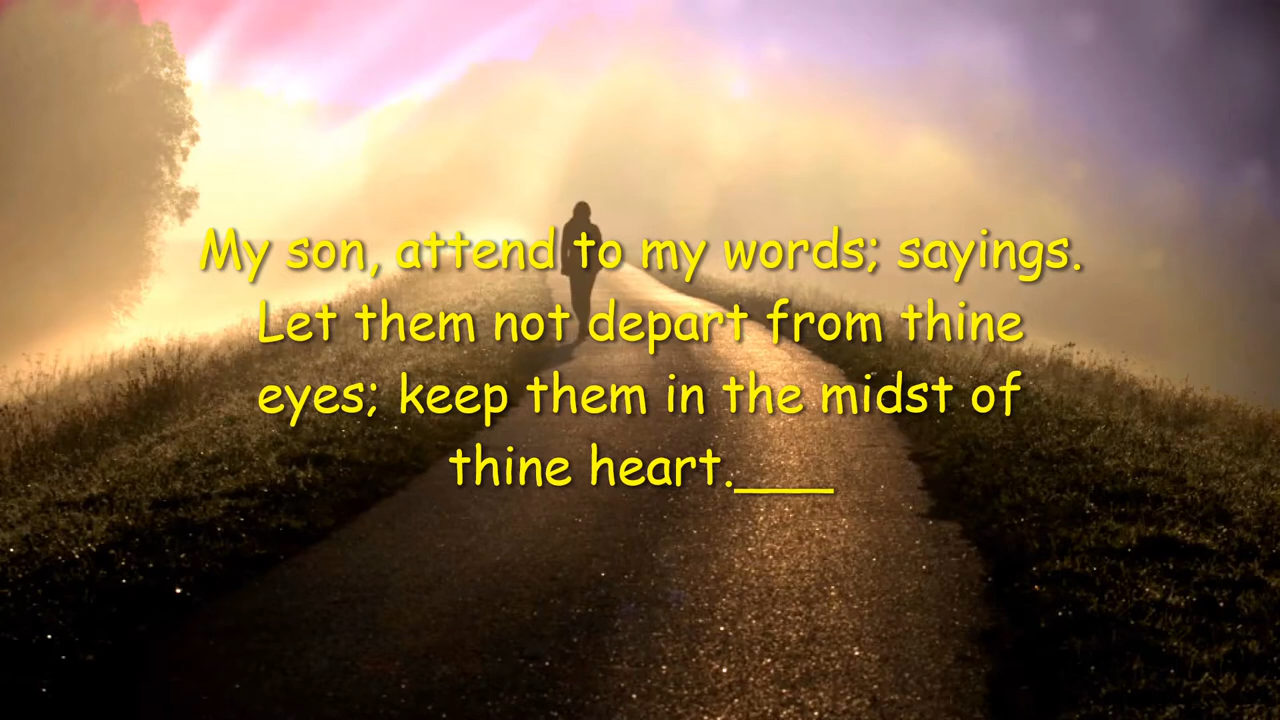 My son, attend to my words; sayings.
Let them not depart from thine
eyes; keep them in the midst of
thine heart.___